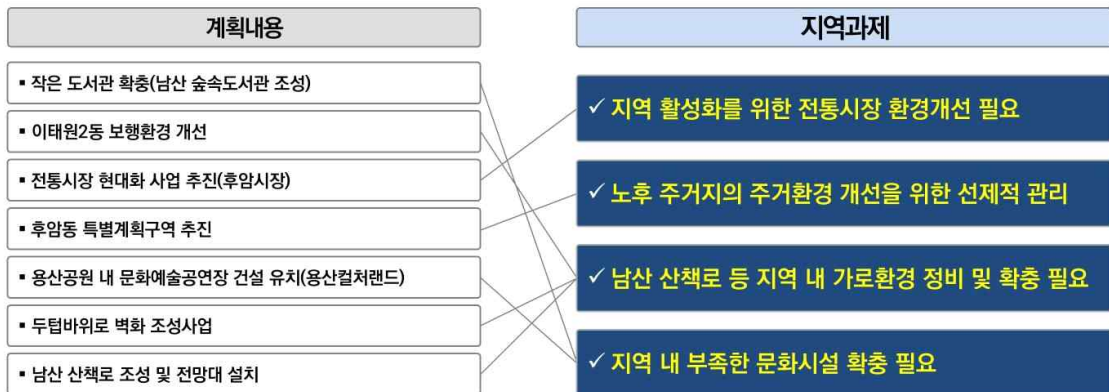 계획내용
▪ 작은 도서관 확충(남산 숲속도서관 조성)
▪ 이태원2동 보행환경 개선
▪ 전통시장 현대화 사업 추진(후암시장)
▪ 후암동 특별계획구역 추진
▪ 용산공원 내 문화예술공연장 건설 유치(용산컬처랜드)
▪ 두텁바위로 벽화 조성사업
▪ 남산 산책로 조성 및 전망대 설치
지역과제
✓ 지역 활성화를 위한 전통시장 환경개선 필요
✓ 노후 주거지의 주거환경 개선을 위한 선제적 관리
✓ 남산 산책로 등 지역 내 가로환경 정비 및 확충 필요
✓ 지역 내 부족한 문화시설 확충 필요